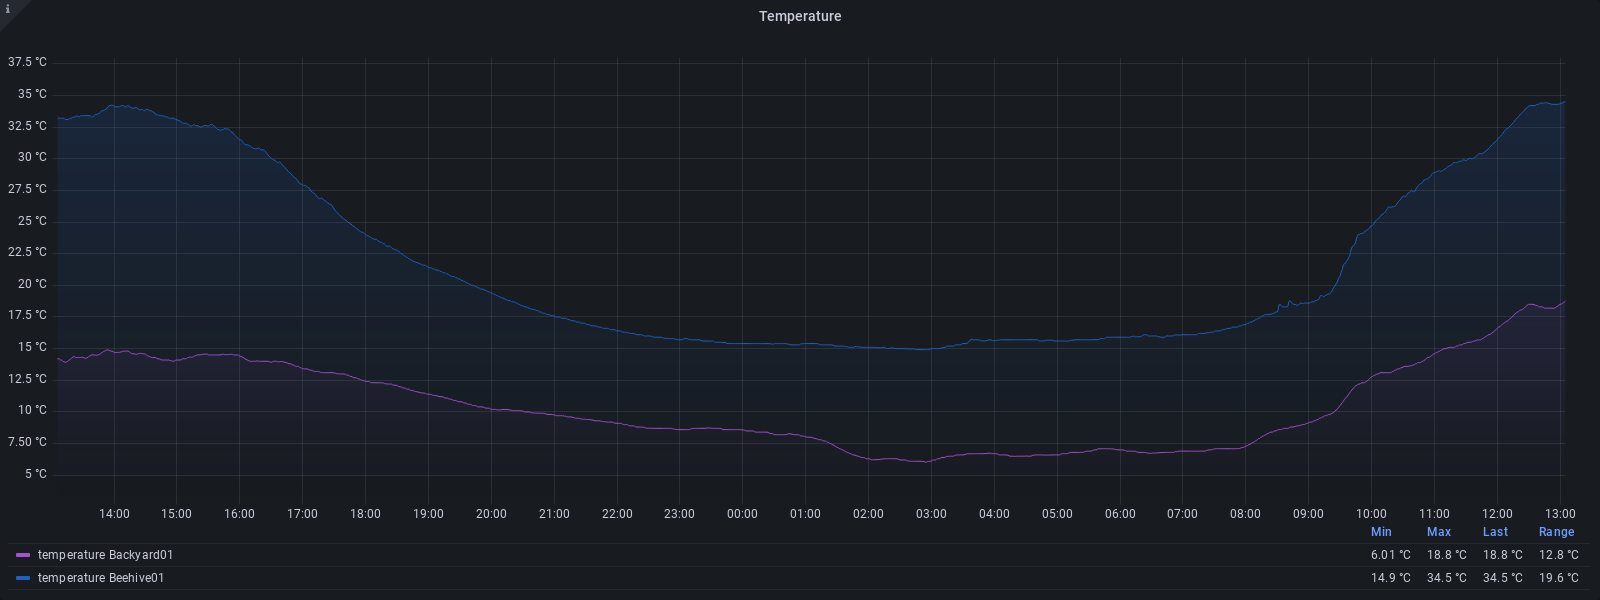 i
Temperature
37.5 °C
35 °C
32.5 °C
30 °C
27.5 °C
25 °C
22.5 °C
20 °C
17.5 °C
15 °C
12.5 °C
10 °C
7.50 °C
5 °C
14:00 15:00 16:00 17:00 18:00 19:00 20:00 21:00 22:00 23:00 00:00 01:00 02:00 03:00 04:00 05:00 06:00 07:00 08:00 09:00 10:00 11:00 12:00 13:00
Min Max Last Range
temperature Backyard01 6.01 °C 18.8 °C 18.8 °C 12.8 °C
temperature Beehive01 14.9 °C 34.5 °C 34.5 °C 19.6 °C